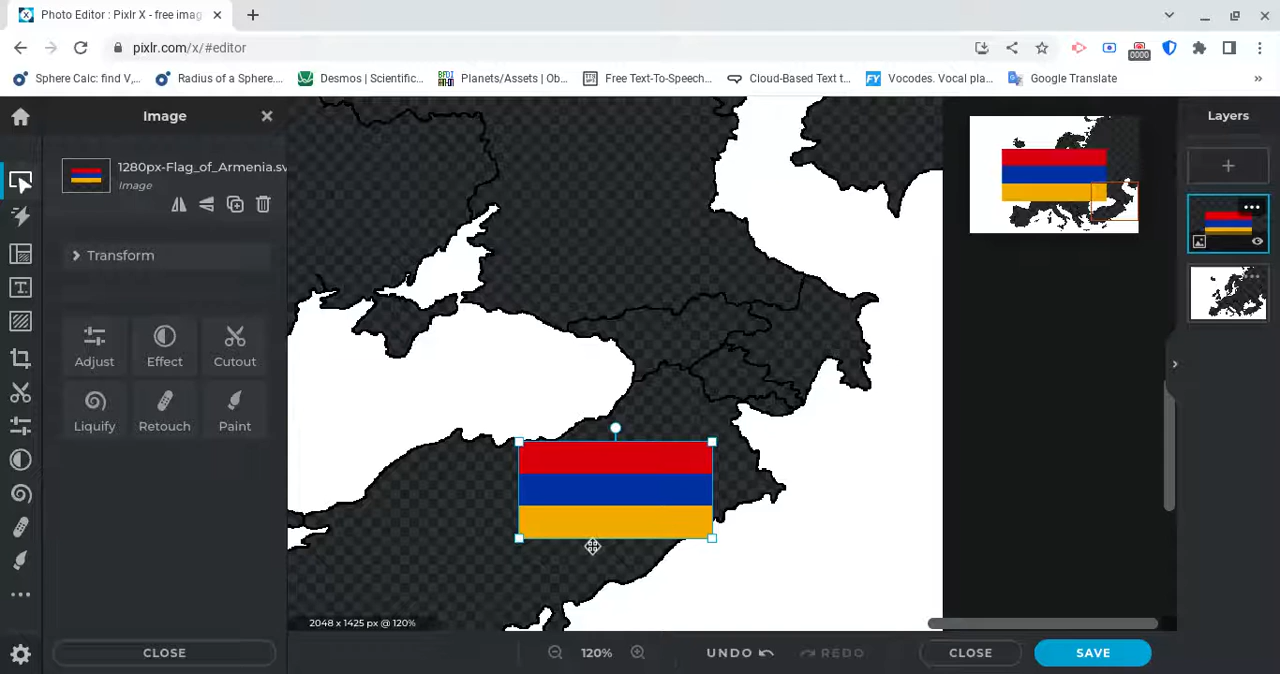 Photo Editor : Pixlr X - free imag
pixlr.com/x/#editor
0000
Sphere Calc: find V,...
Radius of a Sphere....
Desmos | Scientific...
Planets/Assets | Ob...
Free Text-To-Speech...
Cloud-Based Text t...
Vocodes. Vocal pla...
Google Translate
»
Image
1280px-Flag_of_Armenia.sv
Image
Transform
Adjust
Effect
Cutout
Liquify
Retouch
Paint
CLOSE
2048 x 1425 px @ 120%
120%
UNDO
REDO
CLOSE
SAVE
Layers